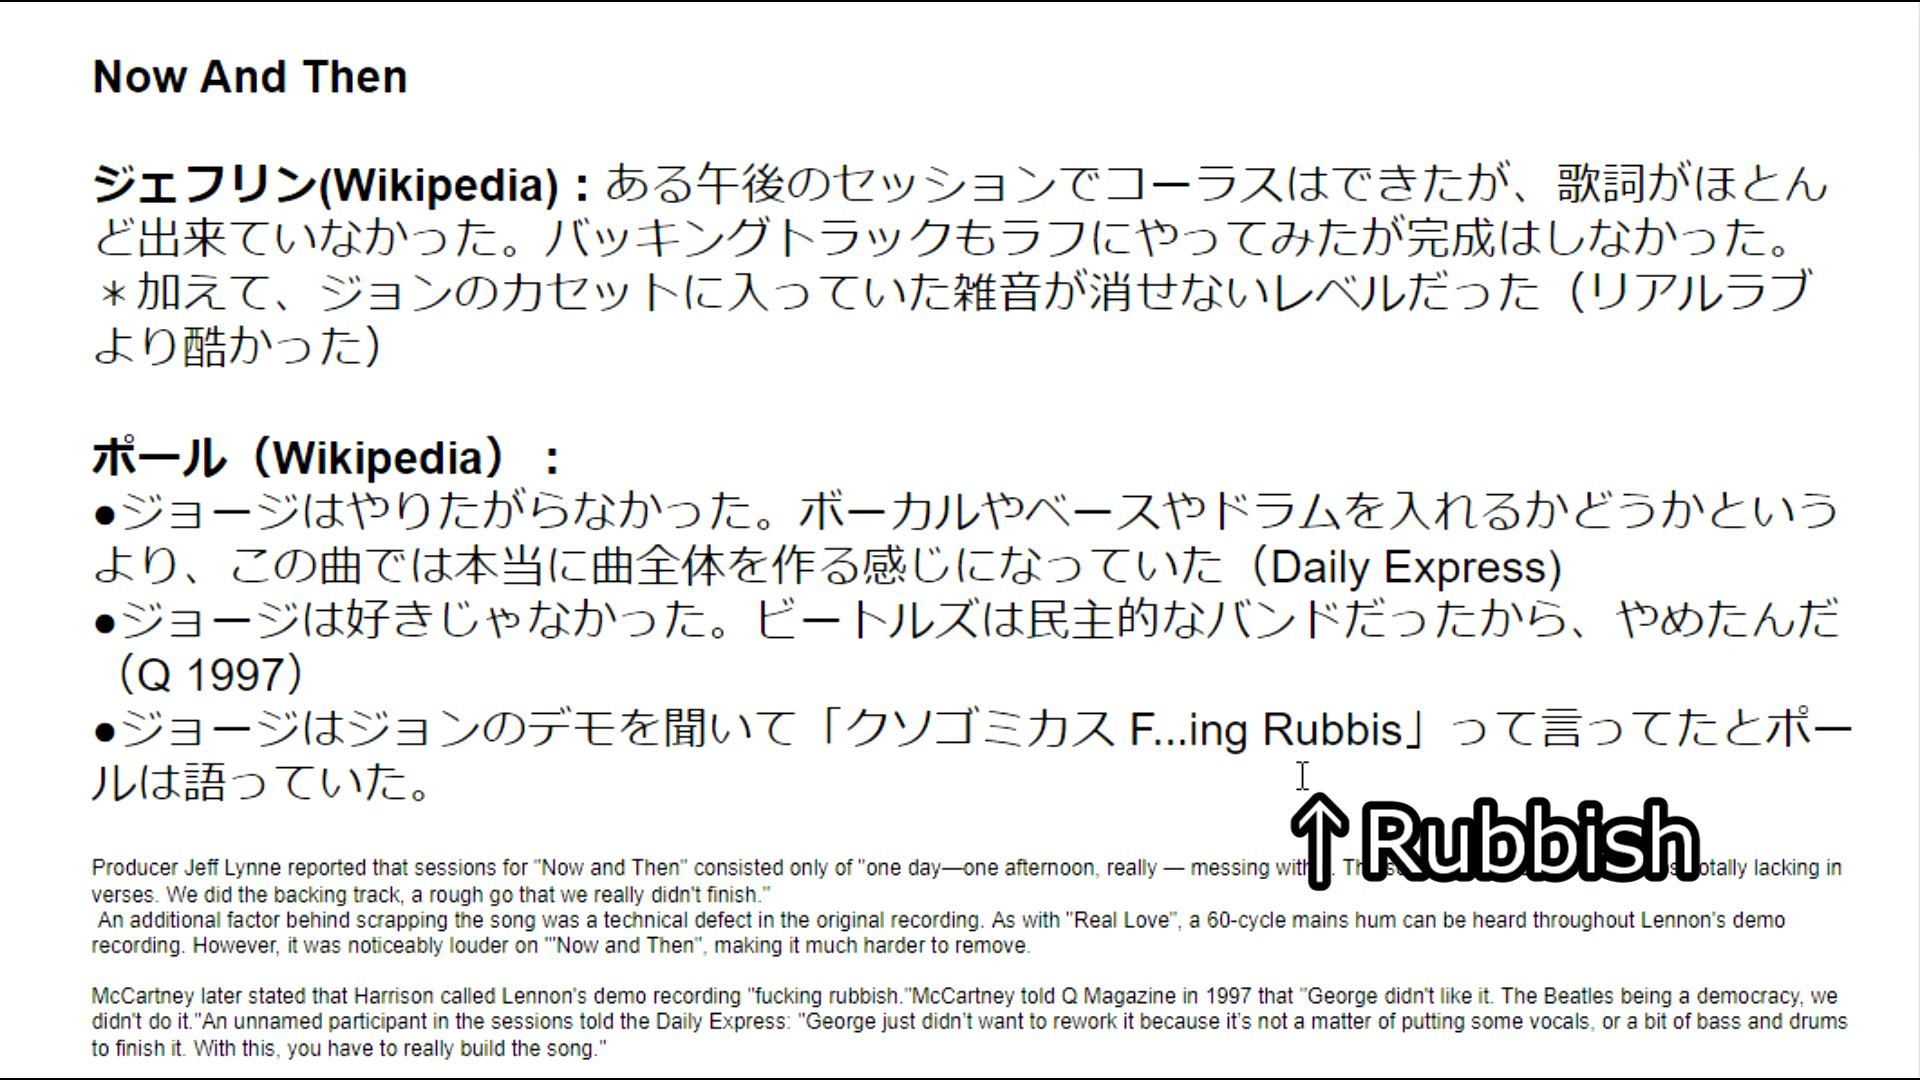 Now And Then
ジェフリン(Wikipedia)：ある午後のセッションでコーラスはできたが、歌詞がほとん
ど出来ていなかった。バッキングトラックもラフにやってみたが完成はしなかった。
＊加えて、ジョンのカセットに入っていた雑音が消せないレベルだった（リアルラブ
より酷かった）
ポール（Wikipedia）：
●ジョージはやりたがらなかった。ボーカルやベースやドラムを入れるかどうかという
より、この曲では本当に曲全体を作る感じになっていた（Daily Express)
●ジョージは好きじゃなかった。ビートルズは民主的なバンドだったから、やめたんだ
（Q 1997）
●ジョージはジョンのデモを聞いて「クソゴミカス F...ing Rubbis」って言ってたとポー
ルは語っていた。
↑Rubbish
Producer Jeff Lynne reported that sessions for "Now and Then" consisted only of "one day—one afternoon, really — messing with lacking in
verses. We did the backing track, a rough go that we really didn't finish."
An additional factor behind scrapping the song was a technical defect in the original recording. As with "Real Love", a 60-cycle mains hum can be heard throughout Lennon's demo
recording. However, it was noticeably louder on "'Now and Then", making it much harder to remove.
McCartney later stated that Harrison called Lennon's demo recording "fucking rubbish."McCartney told Q Magazine in 1997 that "George didn't like it. The Beatles being a democracy, we
didn't do it."An unnamed participant in the sessions told the Daily Express: "George just didn't want to rework it because it's not a matter of putting some vocals, or a bit of bass and drums
to finish it. With this, you have to really build the song."